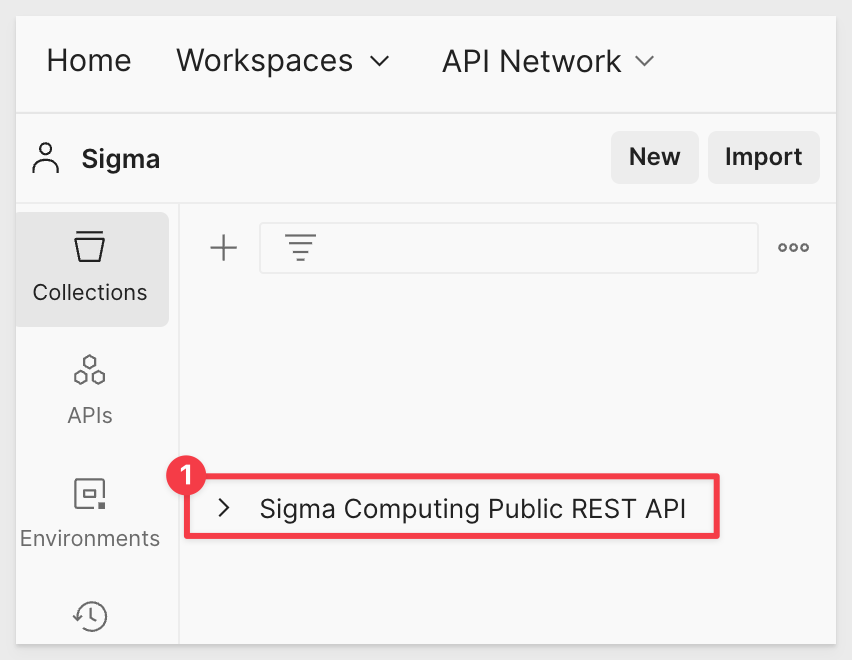 Home Workspaces API Network
Sigma New Import
Collections
APIs
1
Sigma Computing Public REST API
Environments